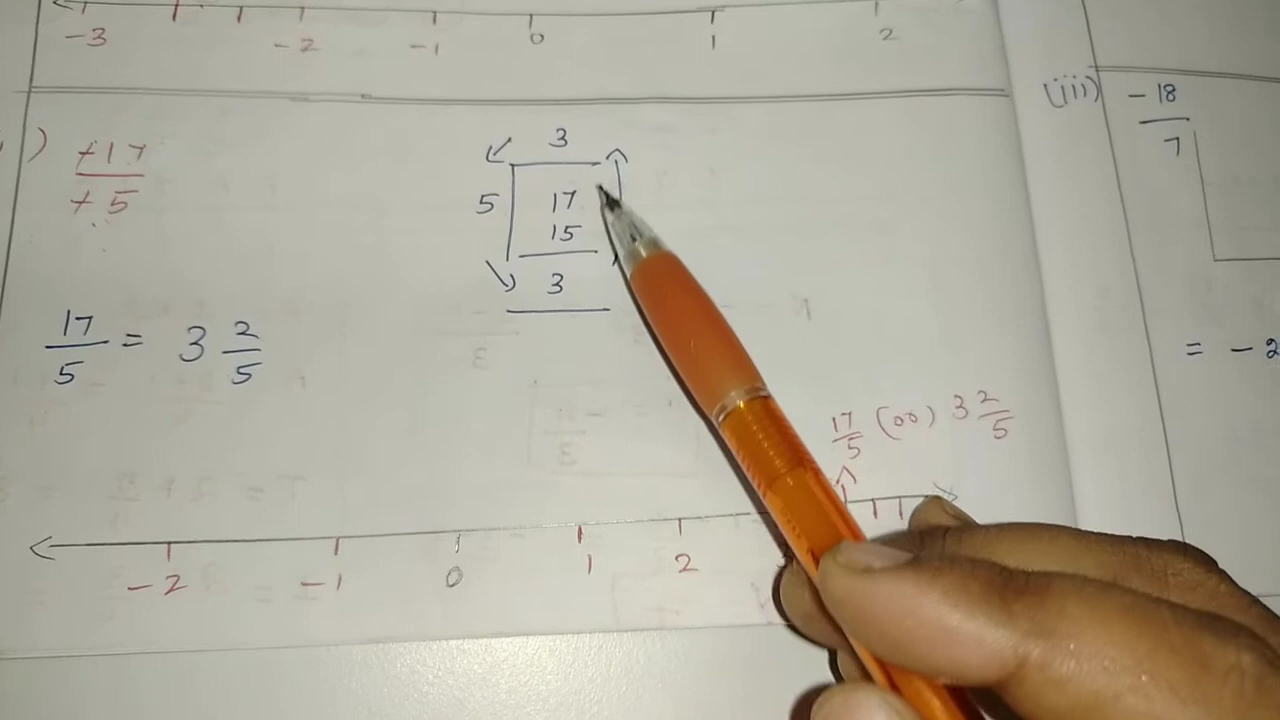 -3 -2 -1 0 1 2
)
+17
+5
3
5 17
15
3
17
5 = 3 2
5
17
5 (or) 3 2
5
-2 -1 0 1 2
(iii) -18
7
= -2